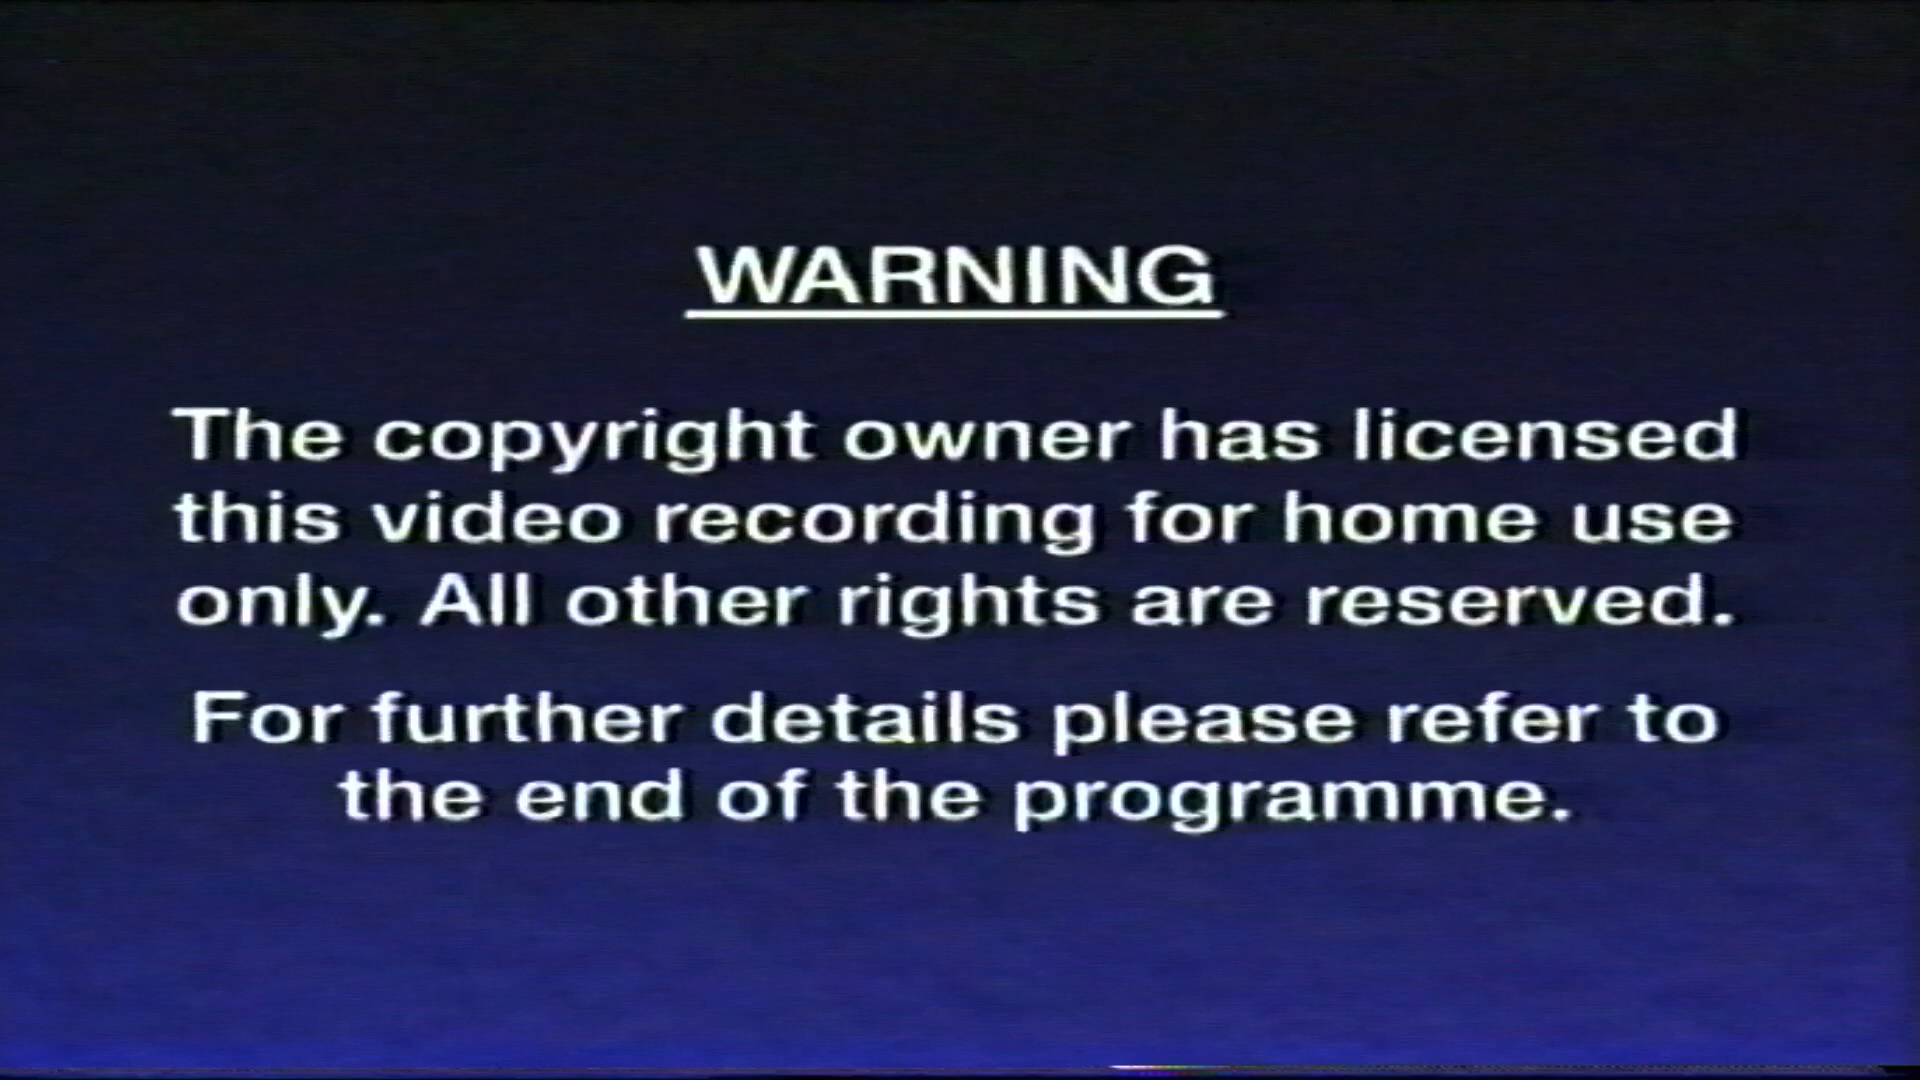 WARNING
The copyright owner has licensed
this video recording for home use
only. All other rights are reserved.
For further details please refer to
the end of the programme.